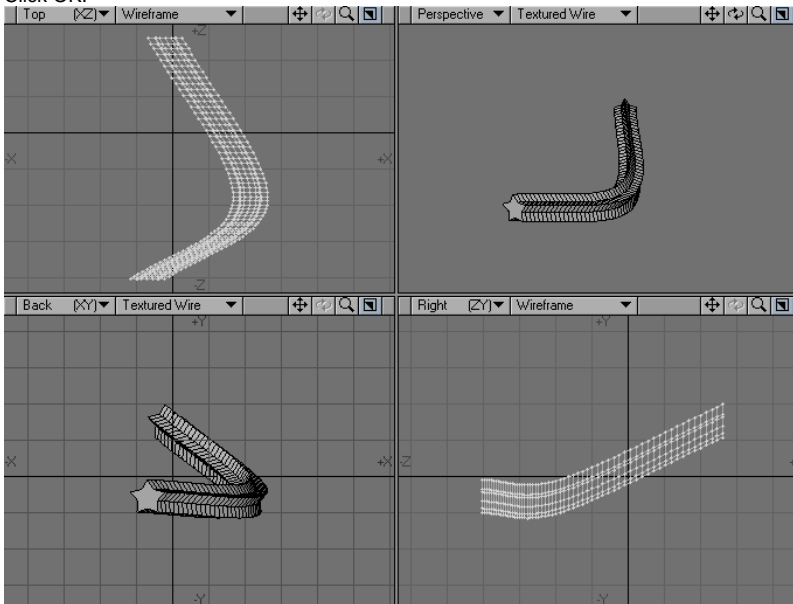 Click OK.
Top (XZ) Wireframe
Perspective Textured Wire
+Z
-X +X
-Z
Back (XY) Textured Wire
Right (ZY) Wireframe
+Y +Y
-X +X -Z
-Y -Y